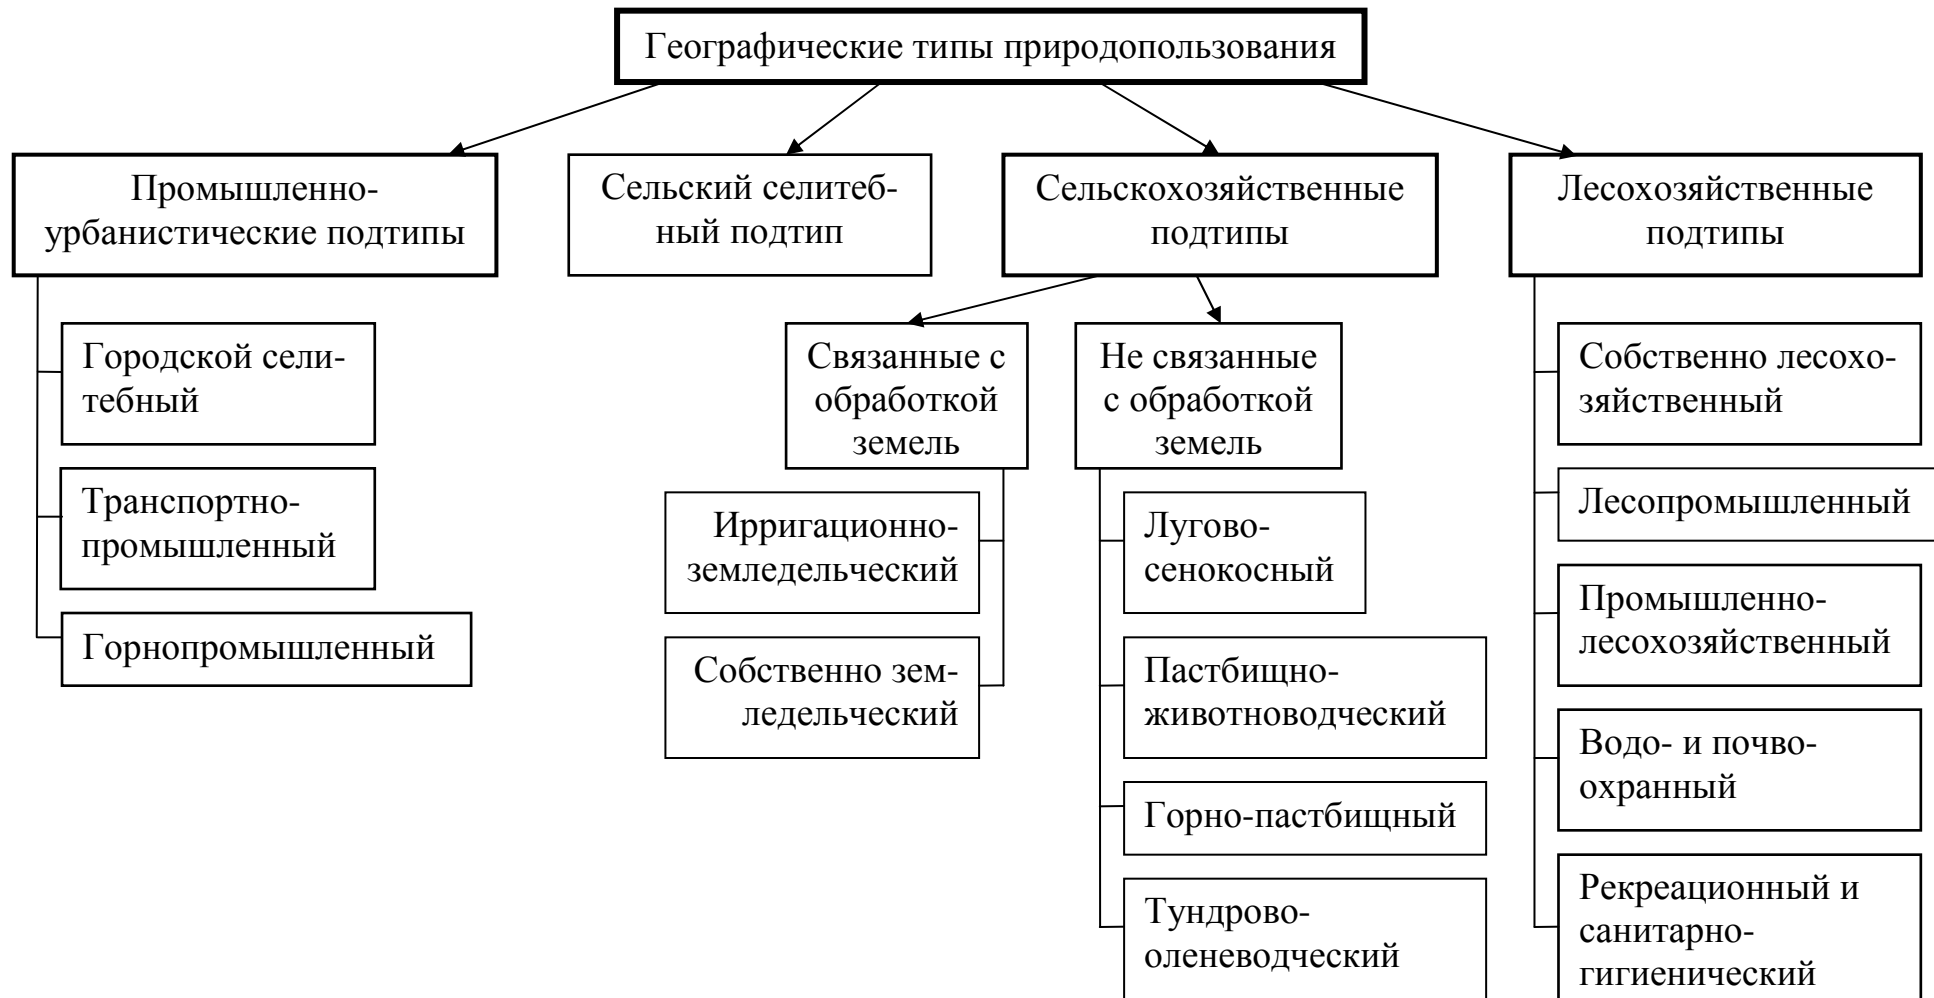 Географические типы природопользования
Промышленно-
урбанистические подтипы
Сельский селитеб-
ный подтип
Сельскохозяйственные
подтипы
Лесохозяйственные
подтипы
Городской сели-
тебный
Транспортно-
промышленный
Горнопромышленный
Связанные с
обработкой
земель
Ирригационно-
земледельческий
Собственно зем-
ледельческий
Не связанные
с обработкой
земель
Лугово-
сенокосный
Пастбищно-
животноводческий
Горно-пастбищный
Тундрово-
оленеводческий
Собственно лесохо-
зяйственный
Лесопромышленный
Промышленно-
лесохозяйственный
Водо- и почво-
охранный
Рекреационный и
санитарно-
гигиенический